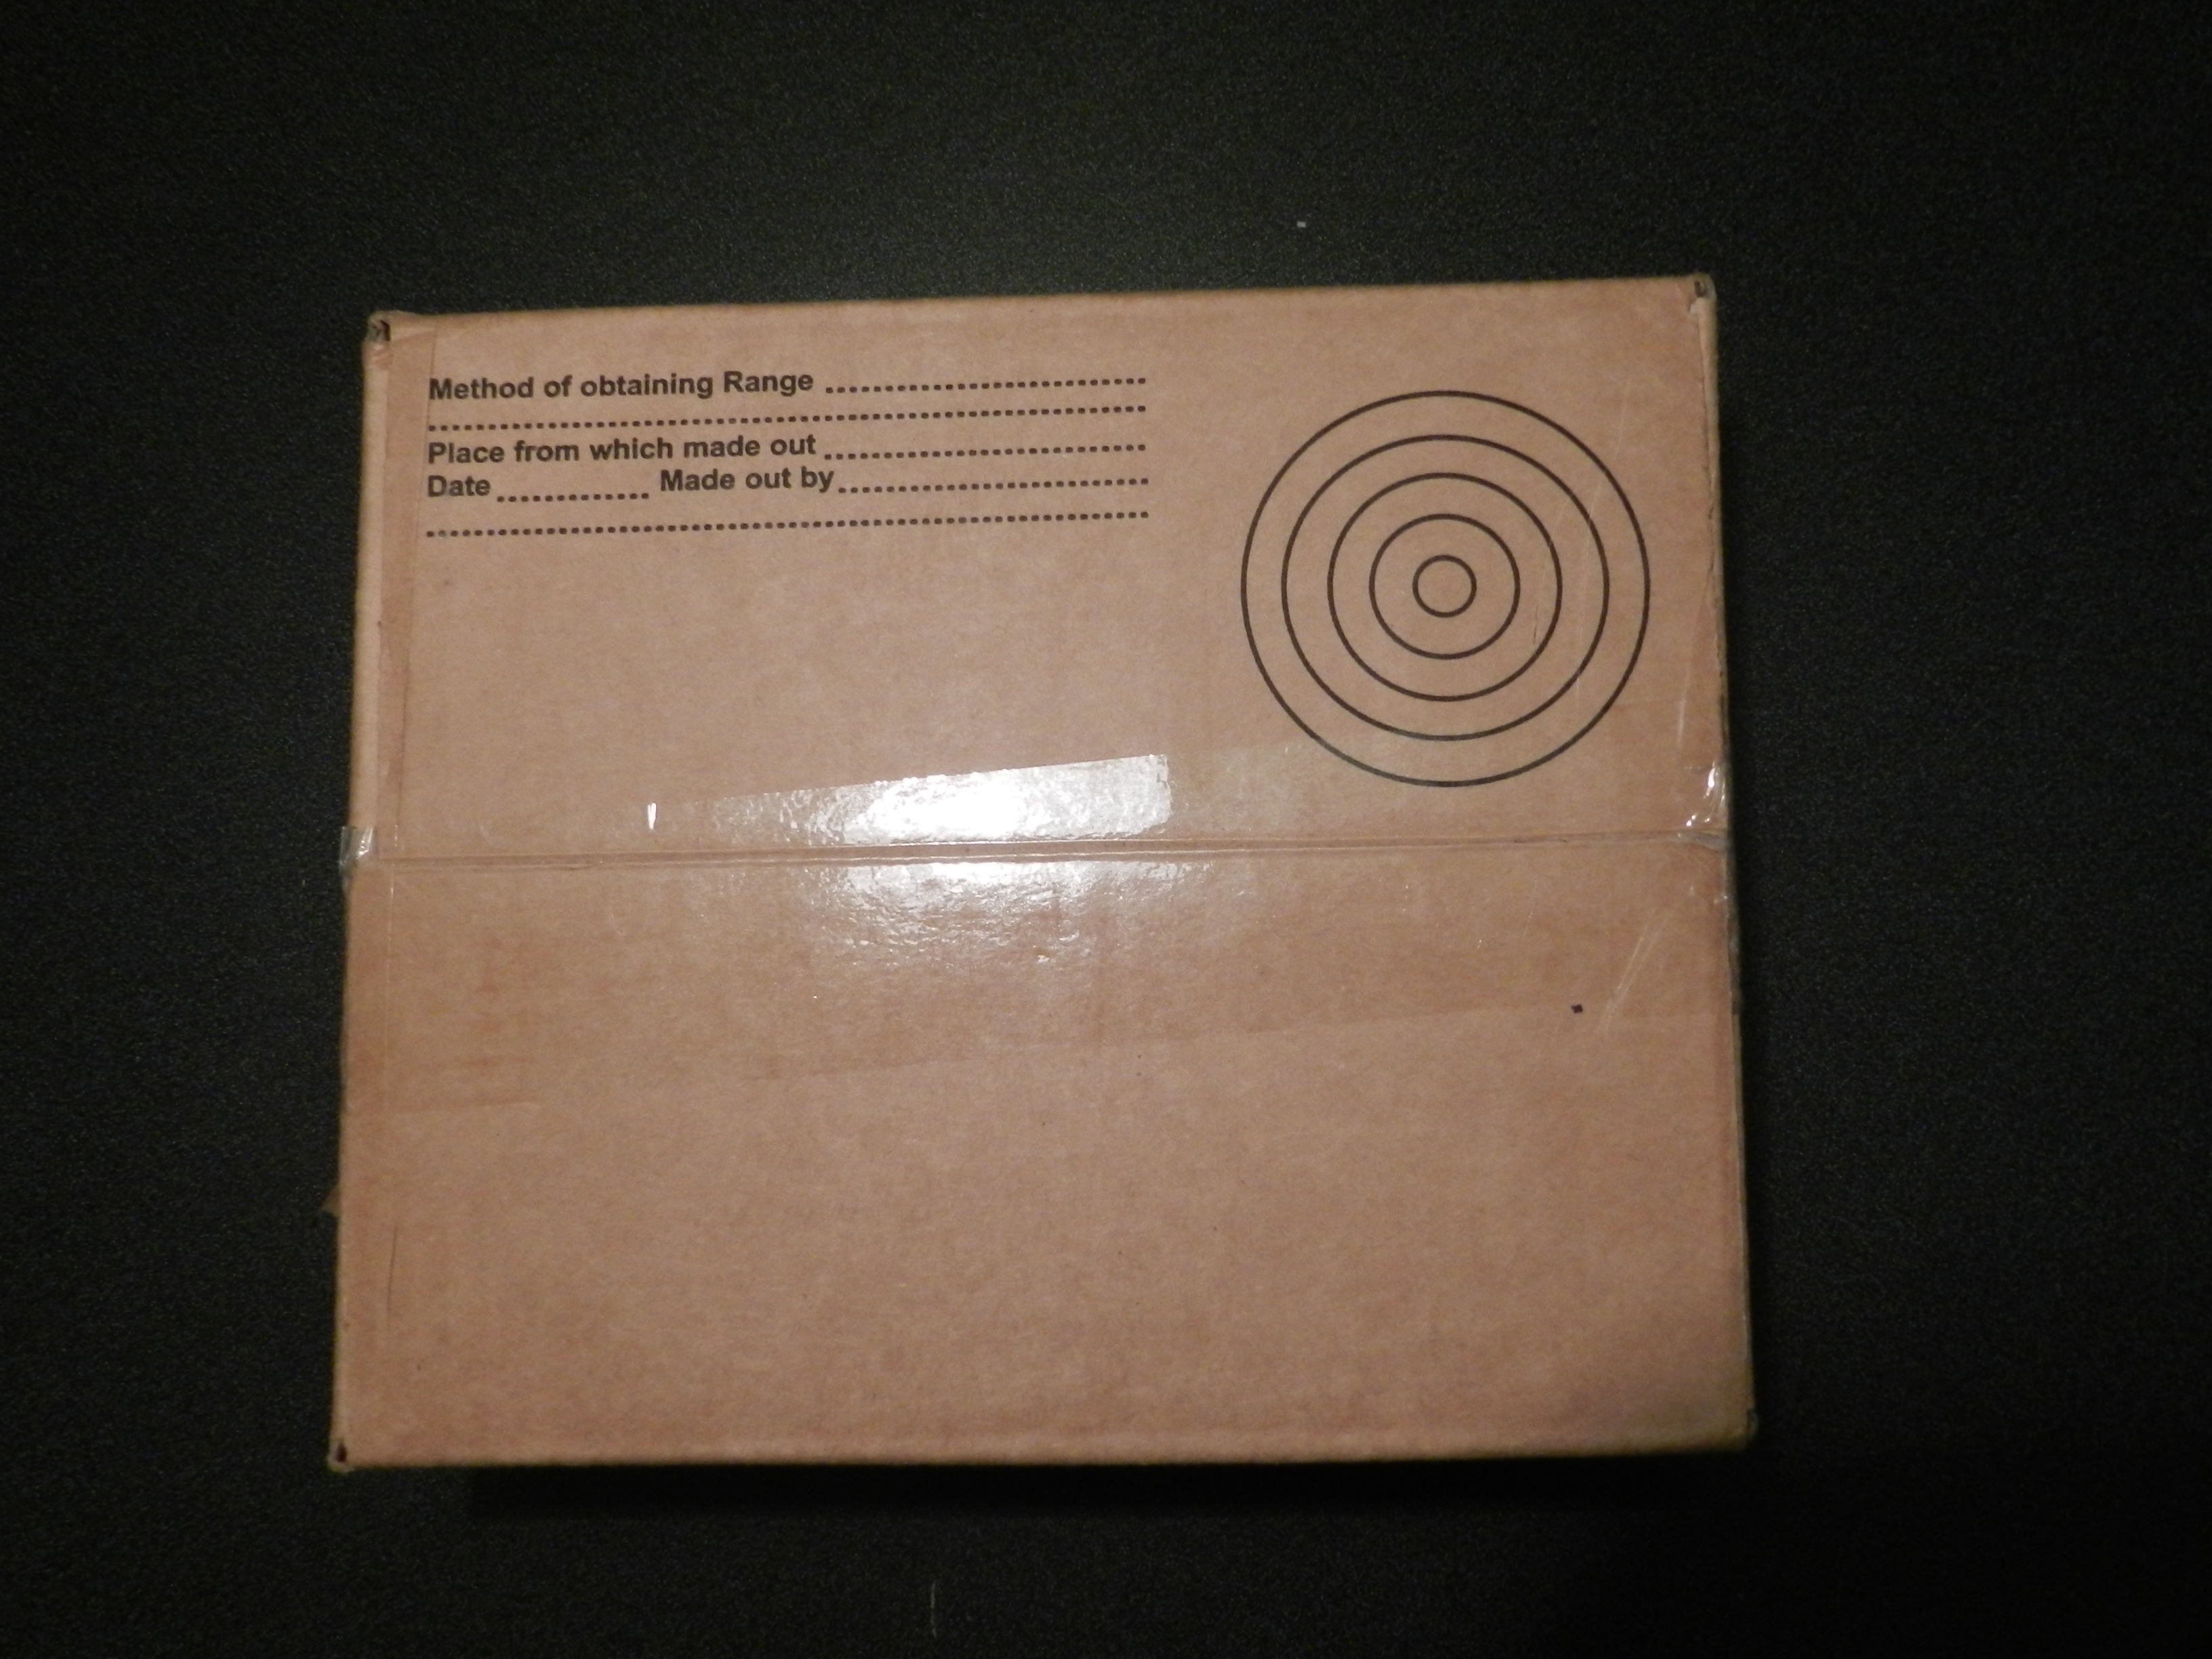 Method of obtaining Range ................................
........................................................................
Place from which made out ................................
Date ............. Made out by ...............................
........................................................................